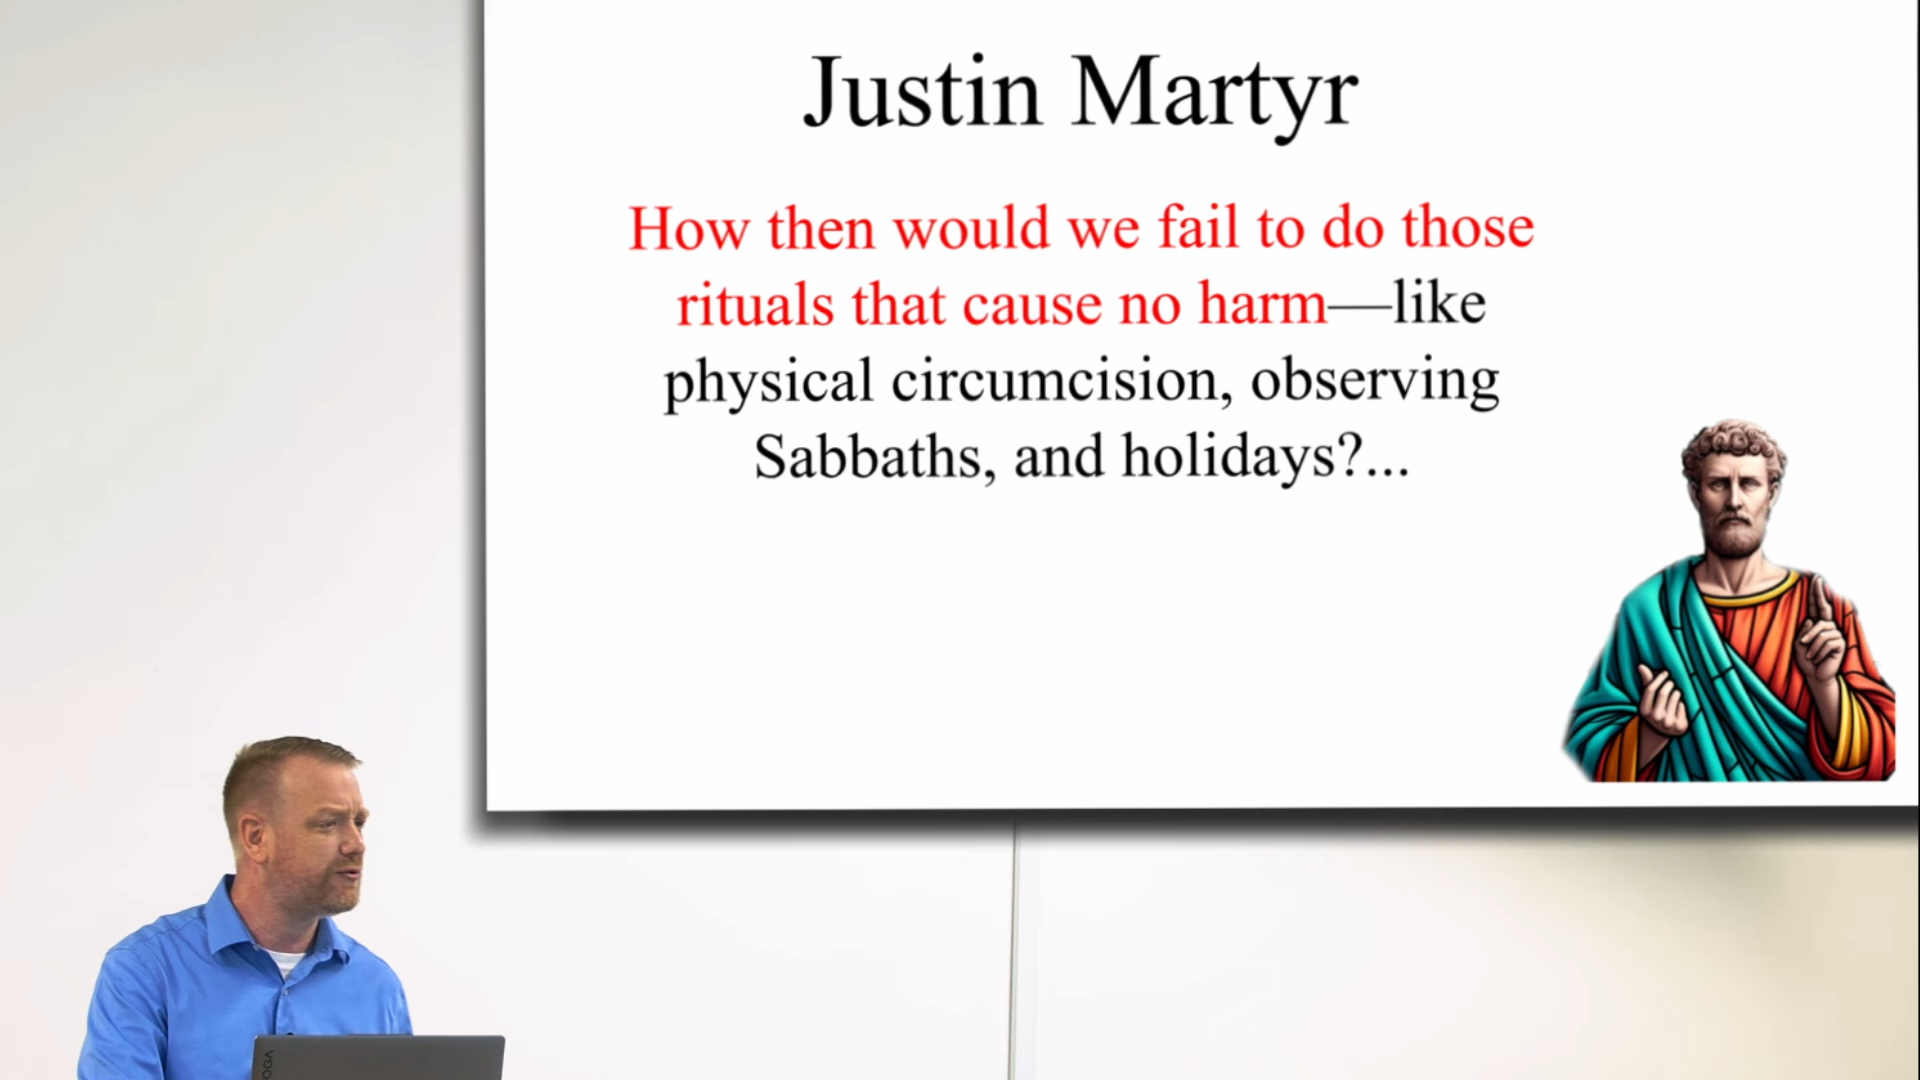 Justin Martyr
How then would we fail to do those
rituals that cause no harm—like
physical circumcision, observing
Sabbaths, and holidays?...
YOGA